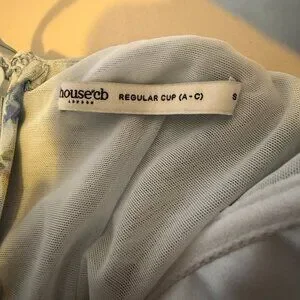 house of cb
LONDON
REGULAR CUP (A - C)
S